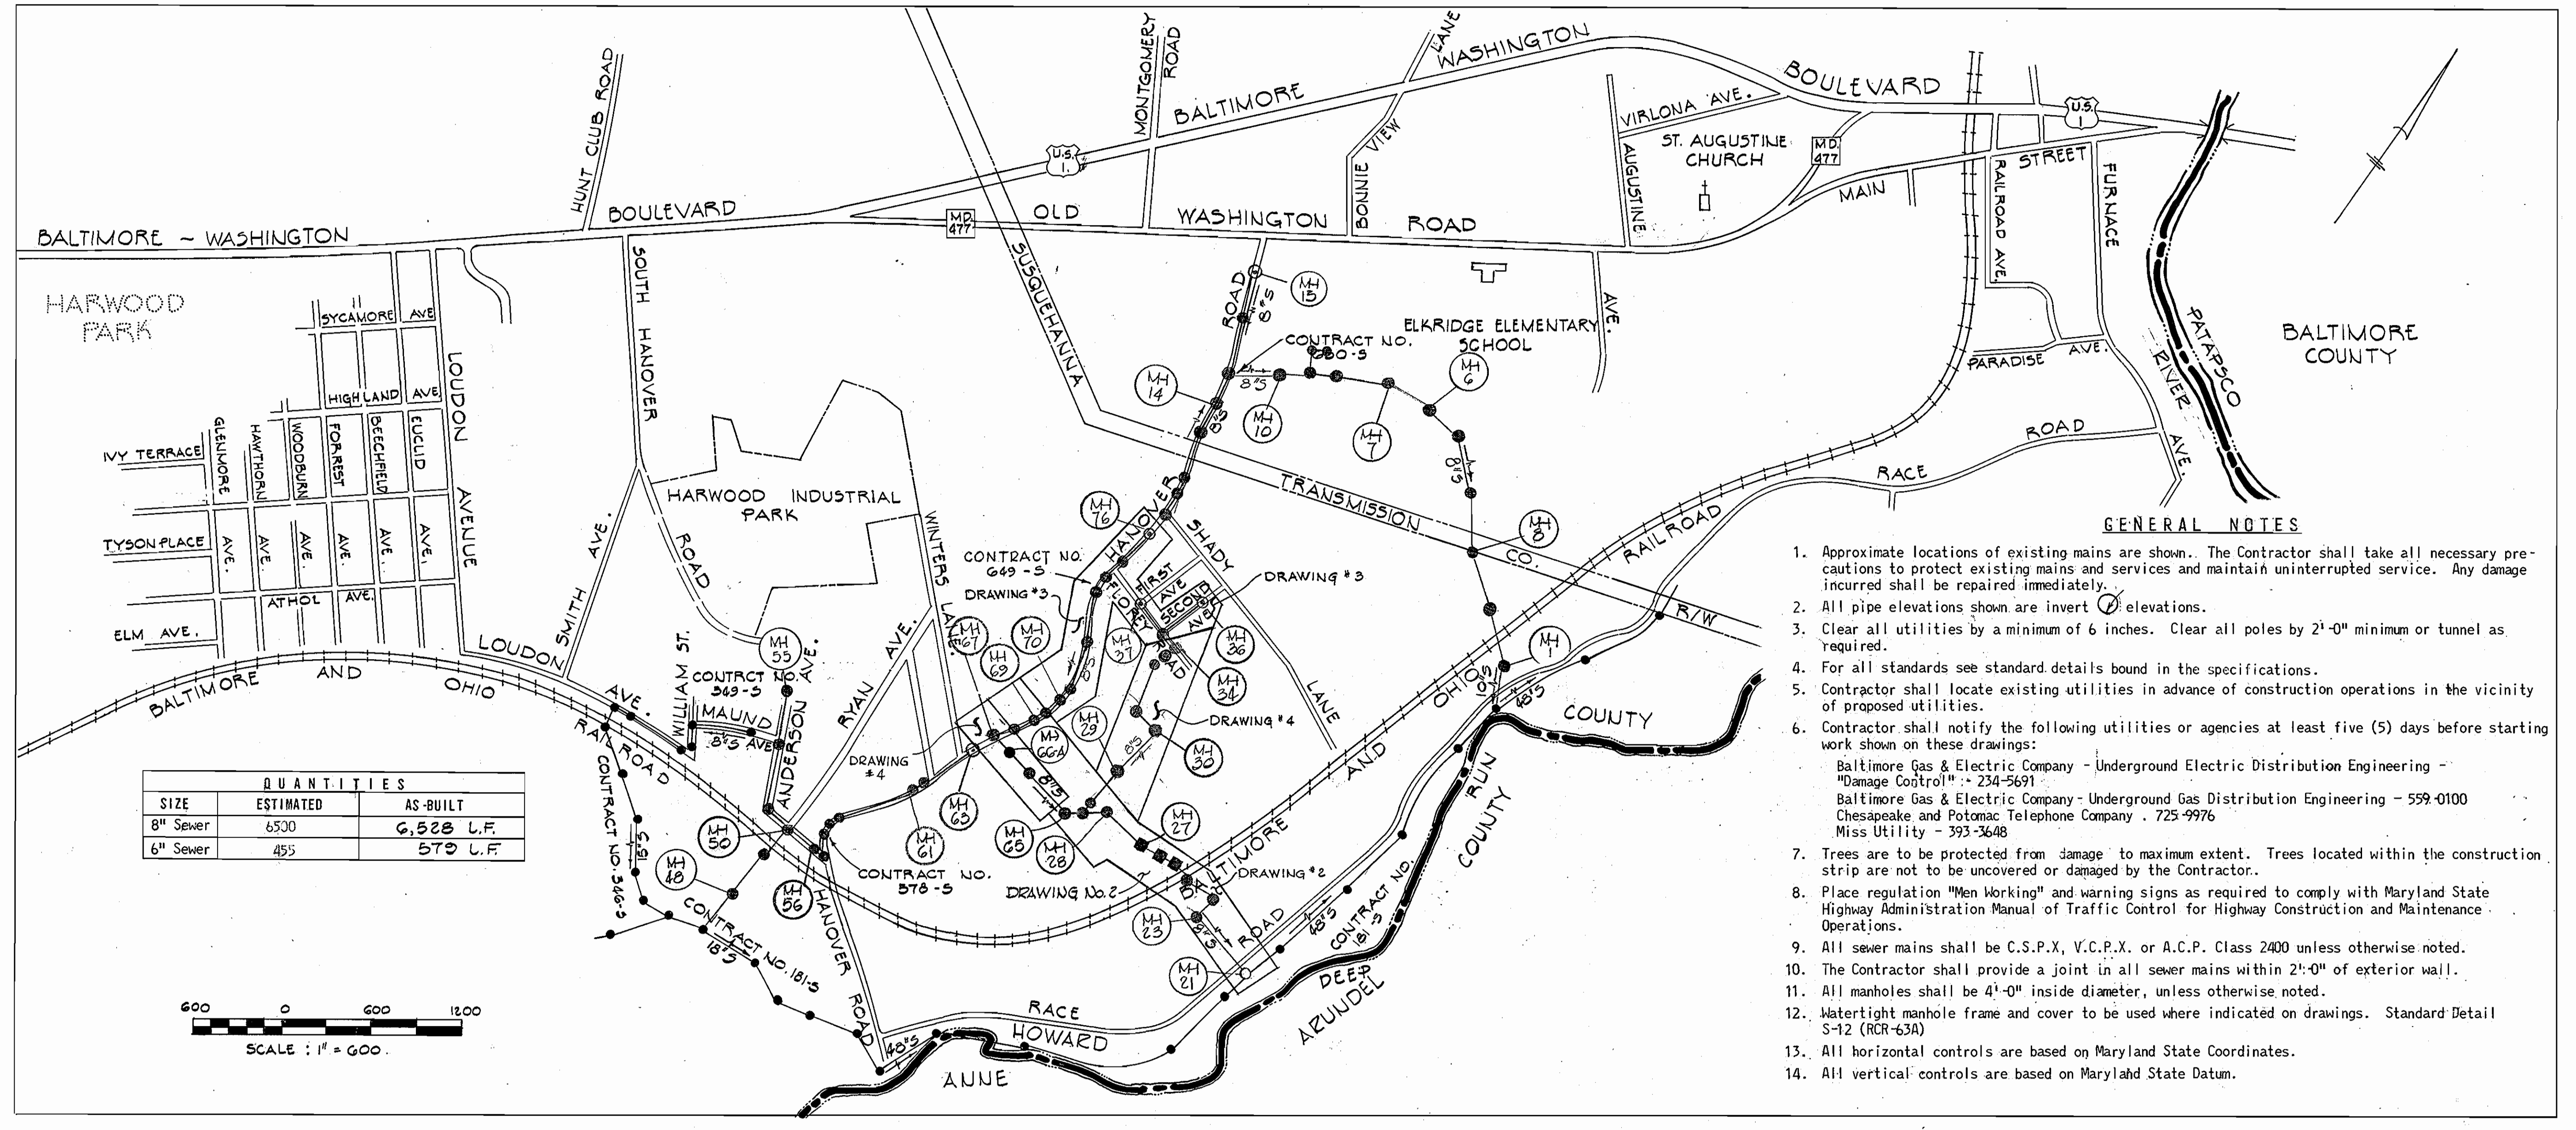 HUNT CLUB ROAD
MONTGOMERY ROAD
LANE
BALTIMORE WASHINGTON BOULEVARD
VIRLONA AVE.
U.S. 1
U.S. 1.
ST. AUGUSTINE
CHURCH
MD. 477
STREET
MAIN
BONNIE VIEW
AUGUSTINE
AVE.
RAILROAD AVE.
FURNACE
AVE.
BALTIMORE ~ WASHINGTON
BOULEVARD
MD. 477
OLD WASHINGTON ROAD
HARWOOD
PARK
SYCAMORE AVE
HIGHLAND AVE
LOUDON AVENUE
IVY TERRACE
GLENMORE AVE.
HAWTHORN AVE.
WOODBURN AVE.
FORREST AVE.
BEECHFIELD AVE.
EUCLID AVE.
TYSON PLACE
ATHOL AVE.
ELM AVE.
SOUTH HANOVER
ROAD
SMITH AVE.
LOUDON
AVE.
HARWOOD INDUSTRIAL
PARK
SUSQUEHANNA
TRANSMISSION
CO.
R/W
ROAD
8"S
MH 15
CONTRACT NO.
680-S
ELKRIDGE ELEMENTARY
SCHOOL
MH 14
8"S
8"S
MH 10
MH 7
MH 6
8"S
MH 8
MH 1
10"S
48"S
PARADISE AVE.
PATAPSCO
RIVER
BALTIMORE
COUNTY
RACE ROAD
WINTERS LANE
RYAN AVE.
WILLIAM ST.
CONTRCT NO.
549-S
MAUND
8"S AVE
ANDERSON AVE.
MH 55
MH 76
HANOVER
SHADY
LANE
CONTRACT NO.
649-S
DRAWING #3
FIRST
AVE
SECOND
AVE
FLOREY
ROAD
DRAWING #3
MH 67
MH 69
MH 70
8"S
MH 37
MH 36
MH 34
DRAWING #4
MH 29
MH 66A
MH 30
8"S
8"S
DRAWING
#4
MH 63
MH 61
MH 65
MH 28
MH 27
DRAWING #2
DRAWING No.2
MH 50
MH 48
MH 56
CONTRACT NO.
578-S
MH 23
8"S
MH 21
BALTIMORE AND OHIO
RAILROAD
BALTIMORE AND OHIO RAILROAD
CONTRACT NO. 346-S
15"S
CONTRACT NO. 181-S
18"S
HANOVER ROAD
48"S
RACE
ROAD
HOWARD
COUNTY
ANNE
ARUNDEL
COUNTY
DEEP
RUN
48"S
CONTRACT NO.
181-S
QUANTITIES
SIZE ESTIMATED AS-BUILT
8" Sewer 6500 6,528 L.F.
6" Sewer 455 579 L.F.
600 0 600 1200
SCALE : 1" = 600.
GENERAL NOTES
1. Approximate locations of existing mains are shown. The Contractor shall take all necessary pre-
cautions to protect existing mains and services and maintain uninterrupted service. Any damage
incurred shall be repaired immediately.
2. All pipe elevations shown are invert elevations.
3. Clear all utilities by a minimum of 6 inches. Clear all poles by 2'-0" minimum or tunnel as
required.
4. For all standards see standard details bound in the specifications.
5. Contractor shall locate existing utilities in advance of construction operations in the vicinity
of proposed utilities.
6. Contractor shall notify the following utilities or agencies at least five (5) days before starting
work shown on these drawings:
Baltimore Gas & Electric Company - Underground Electric Distribution Engineering -
"Damage Control" - 234-5691
Baltimore Gas & Electric Company - Underground Gas Distribution Engineering - 559-0100
Chesapeake and Potomac Telephone Company . 725-9976
Miss Utility - 393-3648
7. Trees are to be protected from damage to maximum extent. Trees located within the construction
strip are not to be uncovered or damaged by the Contractor.
8. Place regulation "Men Working" and warning signs as required to comply with Maryland State
Highway Administration Manual of Traffic Control for Highway Construction and Maintenance
Operations.
9. All sewer mains shall be C.S.P.X, V.C.P.X. or A.C.P. Class 2400 unless otherwise noted.
10. The Contractor shall provide a joint in all sewer mains within 2'-0" of exterior wall.
11. All manholes shall be 4'-0" inside diameter, unless otherwise noted.
12. Watertight manhole frame and cover to be used where indicated on drawings. Standard Detail
S-12 (RCR-63A)
13. All horizontal controls are based on Maryland State Coordinates.
14. All vertical controls are based on Maryland State Datum.